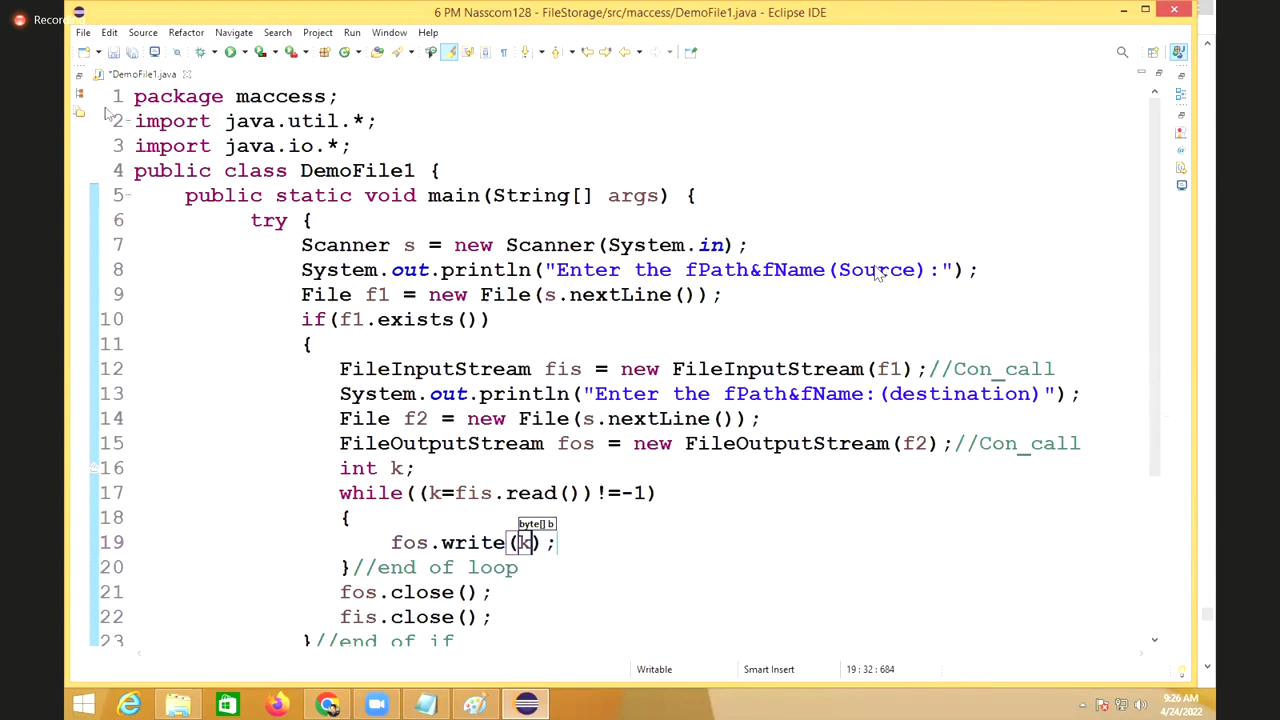 Recording
6 PM Nasscom128 - FileStorage/src/maccess/DemoFile1.java - Eclipse IDE
File Edit Source Refactor Navigate Search Project Run Window Help
*DemoFile1.java
1 package maccess;
2 import java.util.*;
3 import java.io.*;
4 public class DemoFile1 {
5 public static void main(String[] args) {
6 try {
7 Scanner s = new Scanner(System.in);
8 System.out.println("Enter the fPath&fName(Source):");
9 File f1 = new File(s.nextLine());
10 if(f1.exists())
11 {
12 FileInputStream fis = new FileInputStream(f1);//Con_call
13 System.out.println("Enter the fPath&fName:(destination)");
14 File f2 = new File(s.nextLine());
15 FileOutputStream fos = new FileOutputStream(f2);//Con_call
16 int k;
17 while((k=fis.read())!=-1)
18 {
byte[] b
19 fos.write(k);
20 }//end of loop
21 fos.close();
22 fis.close();
23 }//end of if
Writable Smart Insert 19 : 32 : 684
9:26 AM
4/24/2022